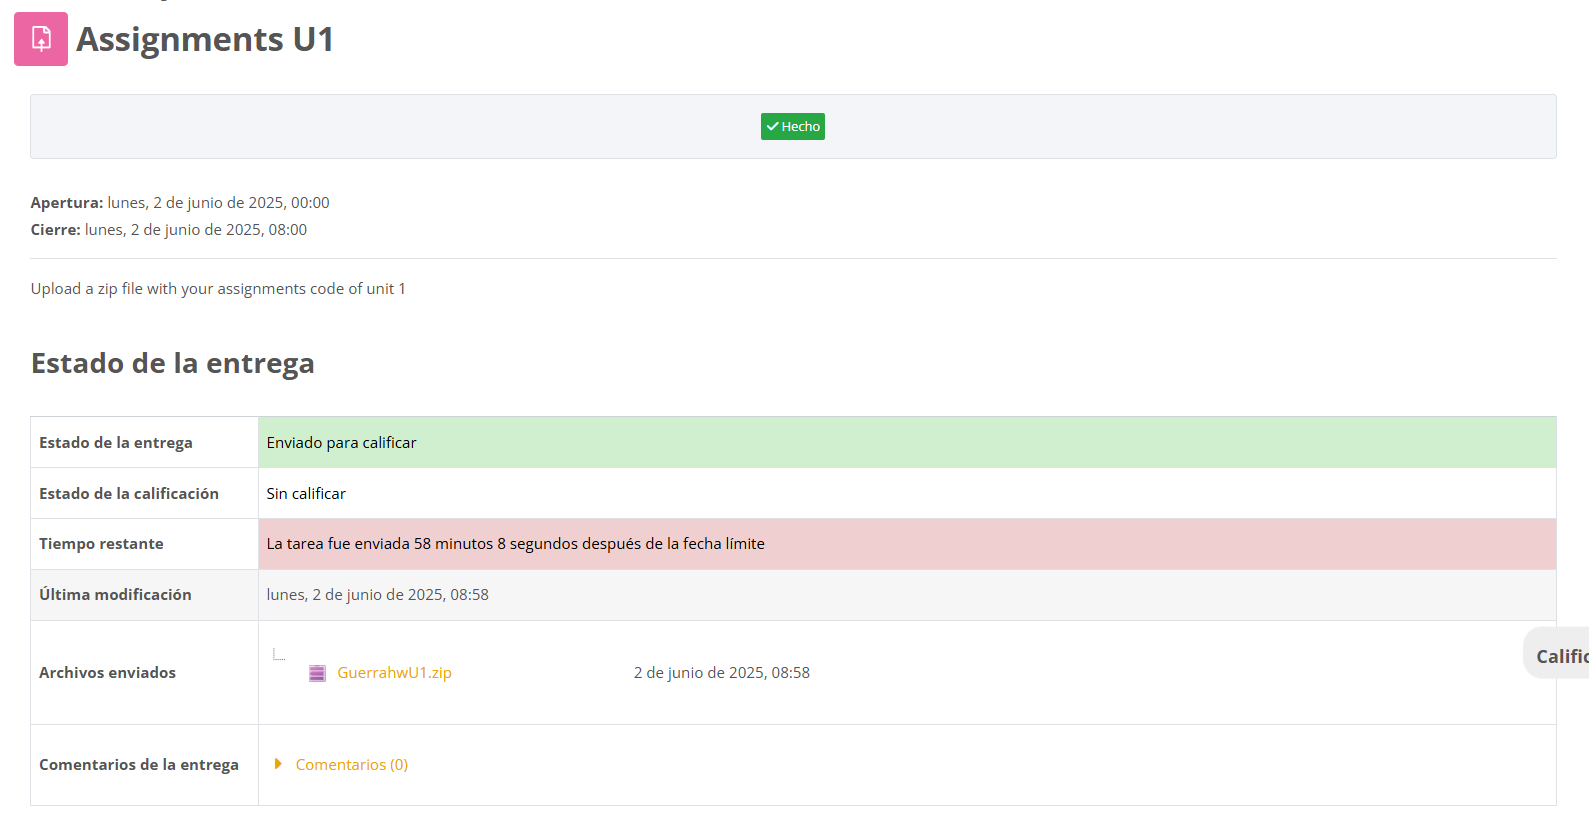 Assignments U1
Hecho
Apertura: lunes, 2 de junio de 2025, 00:00
Cierre: lunes, 2 de junio de 2025, 08:00
Upload a zip file with your assignments code of unit 1
Estado de la entrega
Estado de la entrega Enviado para calificar
Estado de la calificación Sin calificar
Tiempo restante La tarea fue enviada 58 minutos 8 segundos después de la fecha límite
Última modificación lunes, 2 de junio de 2025, 08:58
Archivos enviados GuerrahwU1.zip 2 de junio de 2025, 08:58
Califi
Comentarios de la entrega Comentarios (0)